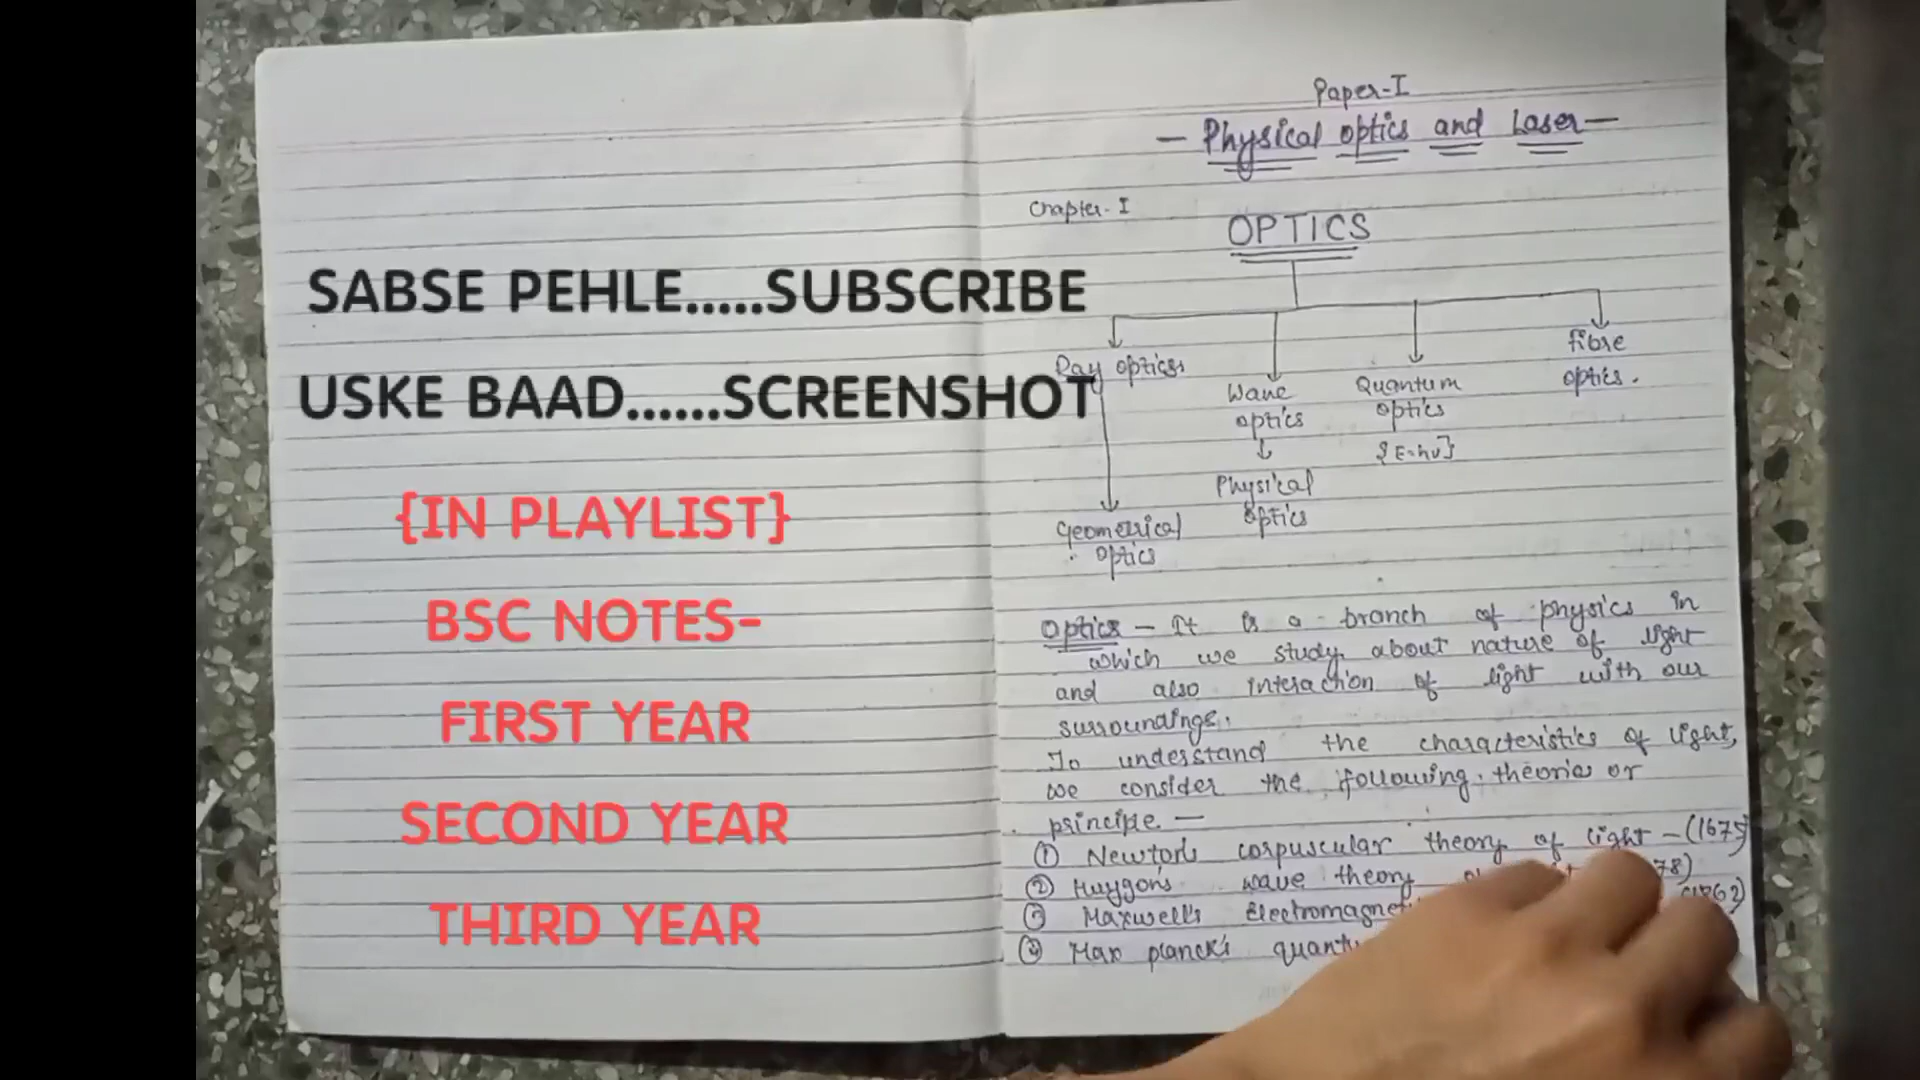 SABSE PEHLE.....SUBSCRIBE
USKE BAAD......SCREENSHOT
{IN PLAYLIST}
BSC NOTES-
FIRST YEAR
SECOND YEAR
THIRD YEAR
Paper-I
— Physical optics and Laser —
Chapter-I
OPTICS
Ray optics
Wave optics
Quantum optics
{E=hν}
fibre optics.
Physical optics
Geometrical optics
Optics — It is a branch of physics in
which we study about nature of light
and also interaction of light with our
surroundings.
To understand the characteristics of light,
we consider the following theories or
principle —
① Newton's corpuscular theory of light — (1675)
② Huygon's wave theory 78)
③ Maxwell's Electromagne
④ Max planck's quantu